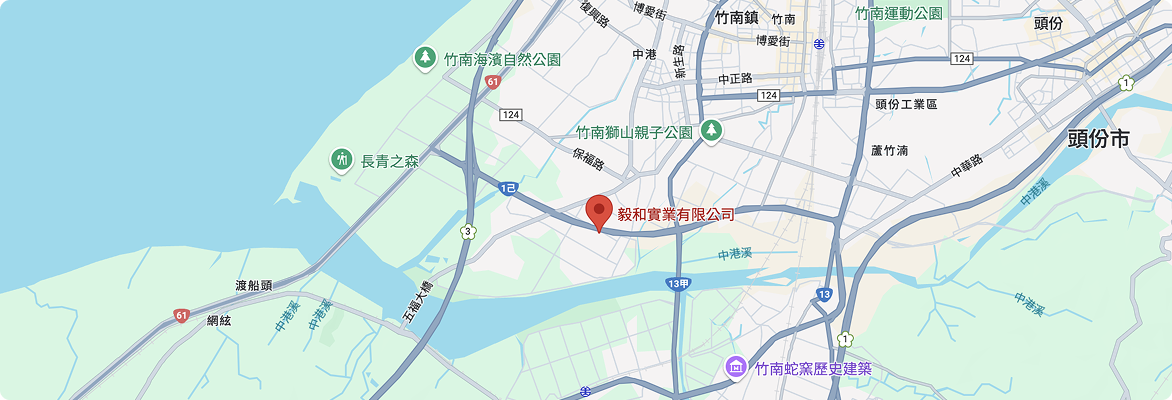 復興路
博愛街
竹南鎮
竹南
竹南運動公園
頭份
博愛街
中港
新生路
竹南海濱自然公園
61
中正路
124
124
1
124
頭份工業區
竹南獅山親子公園
頭份市
長青之森
保福路
蘆竹湳
中華路
1己
中港溪
毅和實業有限公司
3
中港溪
渡船頭
13甲
五福大橋
13
61
網絃
中港溪
中港溪
中港溪
1
竹南蛇窯歷史建築